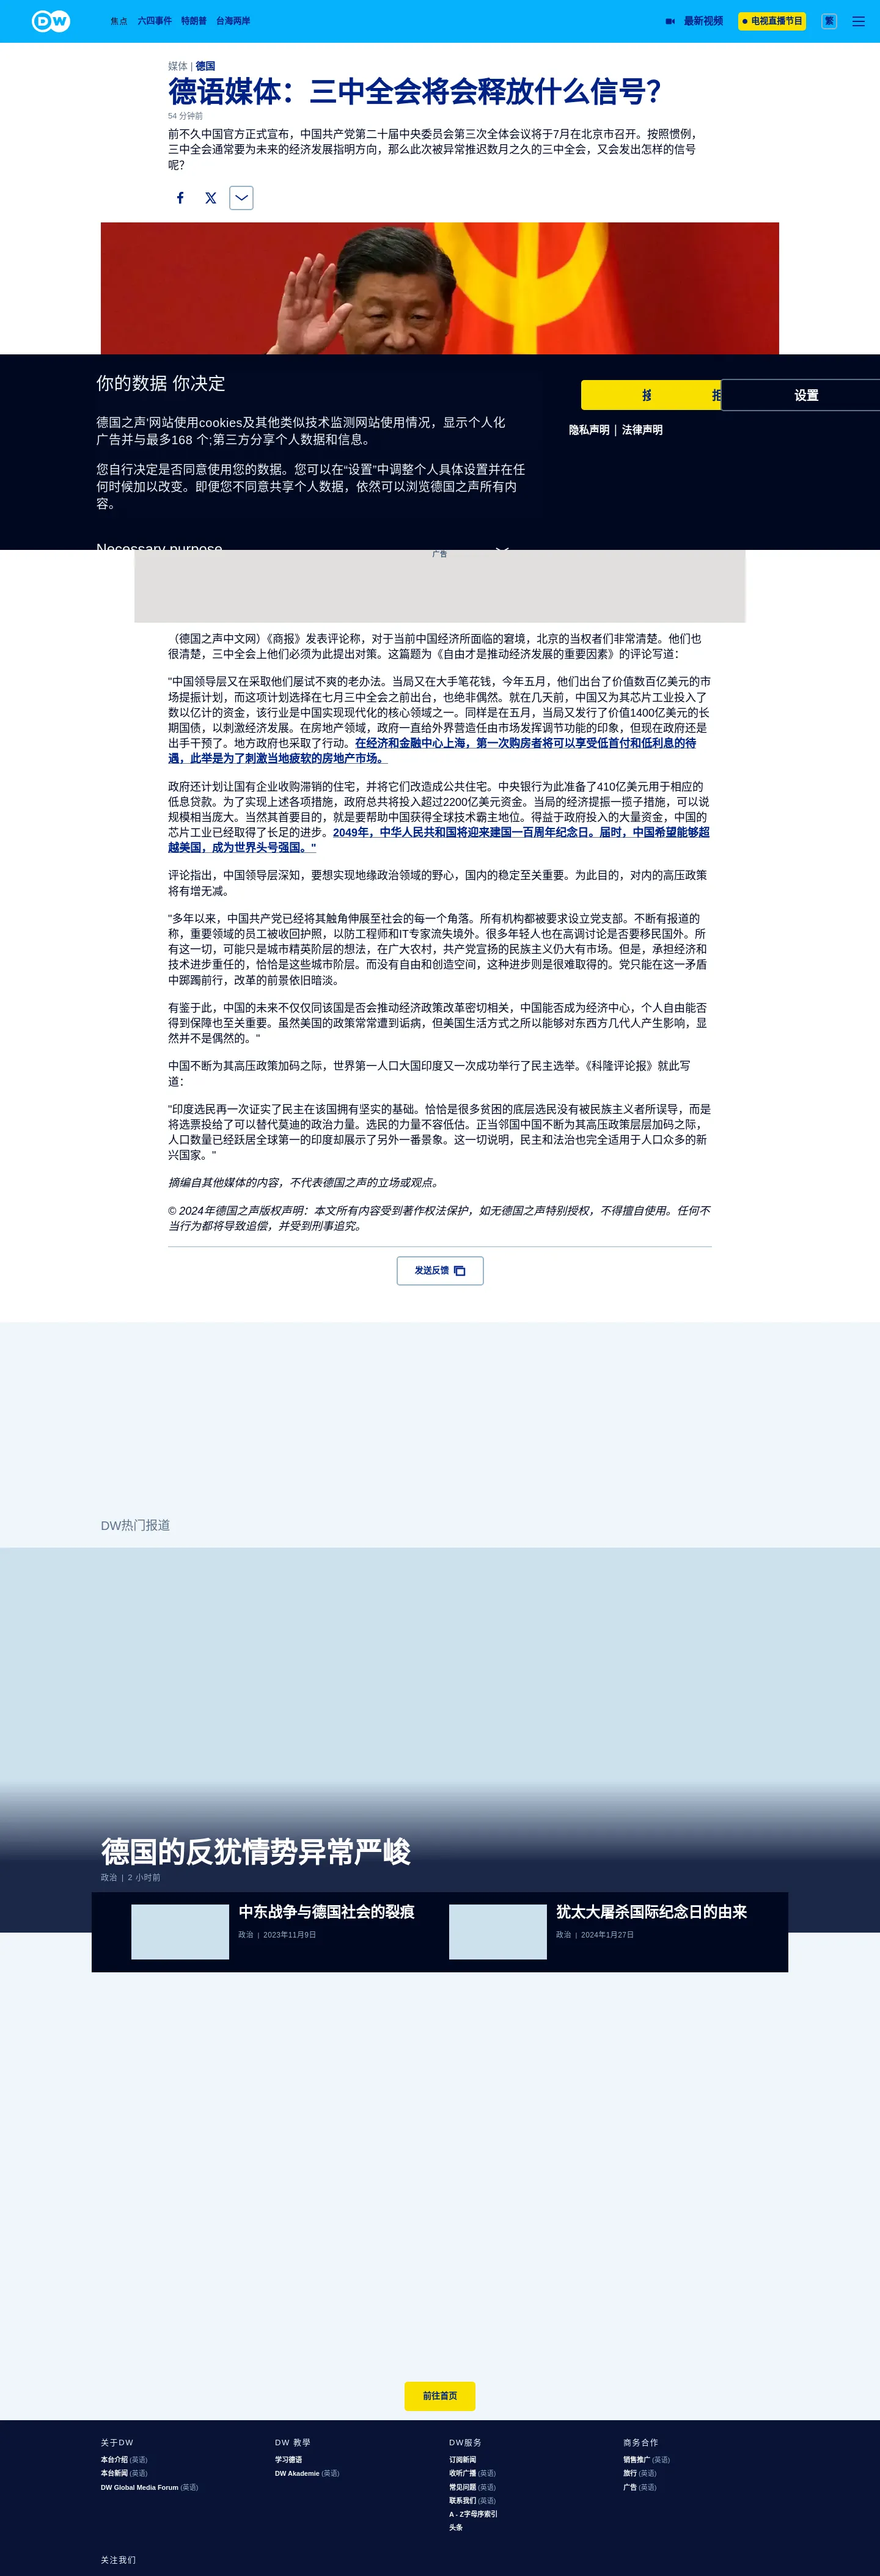 DW
焦点 六四事件 特朗普 台海两岸 最新视频 电视直播节目 繁
媒体 | 德国
德语媒体：三中全会将会释放什么信号？
54 分钟前
前不久中国官方正式宣布，中国共产党第二十届中央委员会第三次全体会议将于7月在北京市召开。按照惯例，
三中全会通常要为未来的经济发展指明方向，那么此次被异常推迟数月之久的三中全会，又会发出怎样的信号
呢？
你的数据 你决定
设置
德国之声'网站使用cookies及其他类似技术监测网站使用情况，显示个人化
广告并与最多168 个;第三方分享个人数据和信息。
隐私声明 | 法律声明
您自行决定是否同意使用您的数据。您可以在“设置”中调整个人具体设置并在任
何时候加以改变。即便您不同意共享个人数据，依然可以浏览德国之声所有内
容。
Necessary purpose
广告
（德国之声中文网）《商报》发表评论称，对于当前中国经济所面临的窘境，北京的当权者们非常清楚。他们也
很清楚，三中全会上他们必须为此提出对策。这篇题为《自由才是推动经济发展的重要因素》的评论写道：
"中国领导层又在采取他们屡试不爽的老办法。当局又在大手笔花钱，今年五月，他们出台了价值数百亿美元的市
场提振计划，而这项计划选择在七月三中全会之前出台，也绝非偶然。就在几天前，中国又为其芯片工业投入了
数以亿计的资金，该行业是中国实现现代化的核心领域之一。同样是在五月，当局又发行了价值1400亿美元的长
期国债，以刺激经济发展。在房地产领域，政府一直给外界营造任由市场发挥调节功能的印象，但现在政府还是
出手干预了。地方政府也采取了行动。在经济和金融中心上海，第一次购房者将可以享受低首付和低利息的待
遇，此举是为了刺激当地疲软的房地产市场。
政府还计划让国有企业收购滞销的住宅，并将它们改造成公共住宅。中央银行为此准备了410亿美元用于相应的
低息贷款。为了实现上述各项措施，政府总共将投入超过2200亿美元资金。当局的经济提振一揽子措施，可以说
规模相当庞大。当然其首要目的，就是要帮助中国获得全球技术霸主地位。得益于政府投入的大量资金，中国的
芯片工业已经取得了长足的进步。2049年，中华人民共和国将迎来建国一百周年纪念日。届时，中国希望能够超
越美国，成为世界头号强国。"
评论指出，中国领导层深知，要想实现地缘政治领域的野心，国内的稳定至关重要。为此目的，对内的高压政策
将有增无减。
"多年以来，中国共产党已经将其触角伸展至社会的每一个角落。所有机构都被要求设立党支部。不断有报道的
称，重要领域的员工被收回护照，以防工程师和IT专家流失境外。很多年轻人也在高调讨论是否要移民国外。所
有这一切，可能只是城市精英阶层的想法，在广大农村，共产党宣扬的民族主义仍大有市场。但是，承担经济和
技术进步重任的，恰恰是这些城市阶层。而没有自由和创造空间，这种进步则是很难取得的。党只能在这一矛盾
中踯躅前行，改革的前景依旧暗淡。
有鉴于此，中国的未来不仅仅同该国是否会推动经济政策改革密切相关，中国能否成为经济中心，个人自由能否
得到保障也至关重要。虽然美国的政策常常遭到诟病，但美国生活方式之所以能够对东西方几代人产生影响，显
然并不是偶然的。"
中国不断为其高压政策加码之际，世界第一人口大国印度又一次成功举行了民主选举。《科隆评论报》就此写
道：
"印度选民再一次证实了民主在该国拥有坚实的基础。恰恰是很多贫困的底层选民没有被民族主义者所误导，而是
将选票投给了可以替代莫迪的政治力量。选民的力量不容低估。正当邻国中国不断为其高压政策层层加码之际，
人口数量已经跃居全球第一的印度却展示了另外一番景象。这一切说明，民主和法治也完全适用于人口众多的新
兴国家。"
摘编自其他媒体的内容，不代表德国之声的立场或观点。
© 2024年德国之声版权声明：本文所有内容受到著作权法保护，如无德国之声特别授权，不得擅自使用。任何不
当行为都将导致追偿，并受到刑事追究。
发送反馈
DW热门报道
德国的反犹情势异常严峻
政治 | 2 小时前
中东战争与德国社会的裂痕
政治 | 2023年11月9日
犹太大屠杀国际纪念日的由来
政治 | 2024年1月27日
前往首页
关于DW
本台介绍 (英语)
本台新闻 (英语)
DW Global Media Forum (英语)
DW 教學
学习德语
DW Akademie (英语)
DW服务
订阅新闻
收听广播 (英语)
常见问题 (英语)
联系我们 (英语)
A - Z字母序索引
头条
商务合作
销售推广 (英语)
旅行 (英语)
广告 (英语)
关注我们